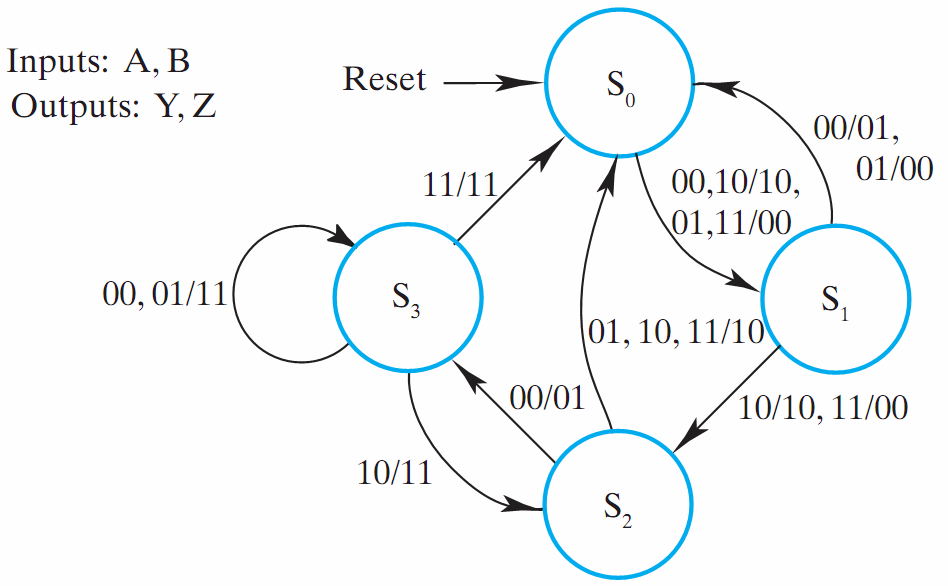 Inputs: A, B
Outputs: Y, Z
Reset
S0
00/01,
01/00
11/11
00,10/10,
01,11/00
00, 01/11
S3
S1
01, 10, 11/10
00/01
10/10, 11/00
10/11
S2